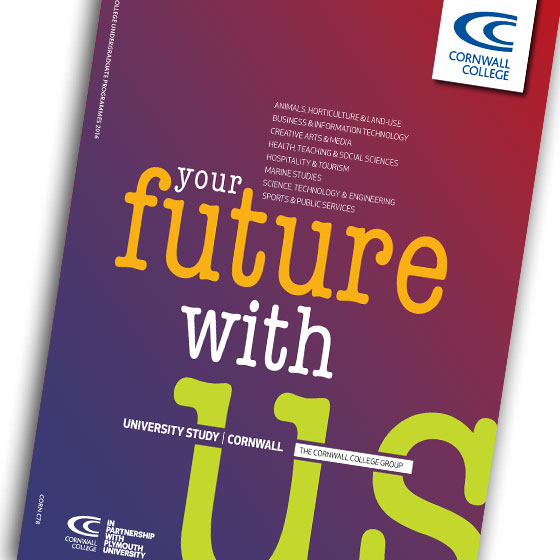 COLLEGE UNDERGRADUATE PROGRAMMES 2016
CORNWALL
COLLEGE
ANIMALS, HORTICULTURE & LAND-USE
BUSINESS & INFORMATION TECHNOLOGY
CREATIVE ARTS & MEDIA
HEALTH, TEACHING & SOCIAL SCIENCES
HOSPITALITY & TOURISM
MARINE STUDIES
SCIENCE, TECHNOLOGY & ENGINEERING
SPORTS & PUBLIC SERVICES
your
future
with
us
UNIVERSITY STUDY | CORNWALL
THE CORNWALL COLLEGE GROUP
CORN CTB
CORNWALL
COLLEGE
IN
PARTNERSHIP
WITH
PLYMOUTH
UNIVERSITY